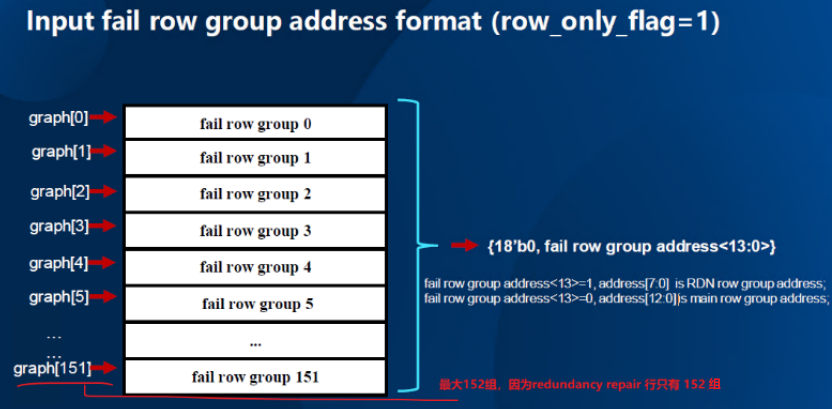 Input fail row group address format (row_only_flag=1)
graph[0]
fail row group 0
graph[1]
fail row group 1
graph[2]
fail row group 2
graph[3]
fail row group 3
graph[4]
fail row group 4
graph[5]
fail row group 5
...
...
...
graph[151]
fail row group 151
{18'b0, fail row group address<13:0>}
fail row group address<13>=1, address[7:0] is RDN row group address;
fail row group address<13>=0, address[12:0]is main row group address;
最大152组，因为redundancy repair 行只有 152 组